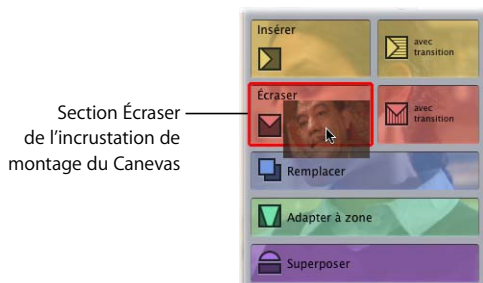 Insérer
avec
transition
Écraser
avec
transition
Section Écraser
de l'incrustation de
montage du Canevas
Remplacer
Adapter à zone
Superposer